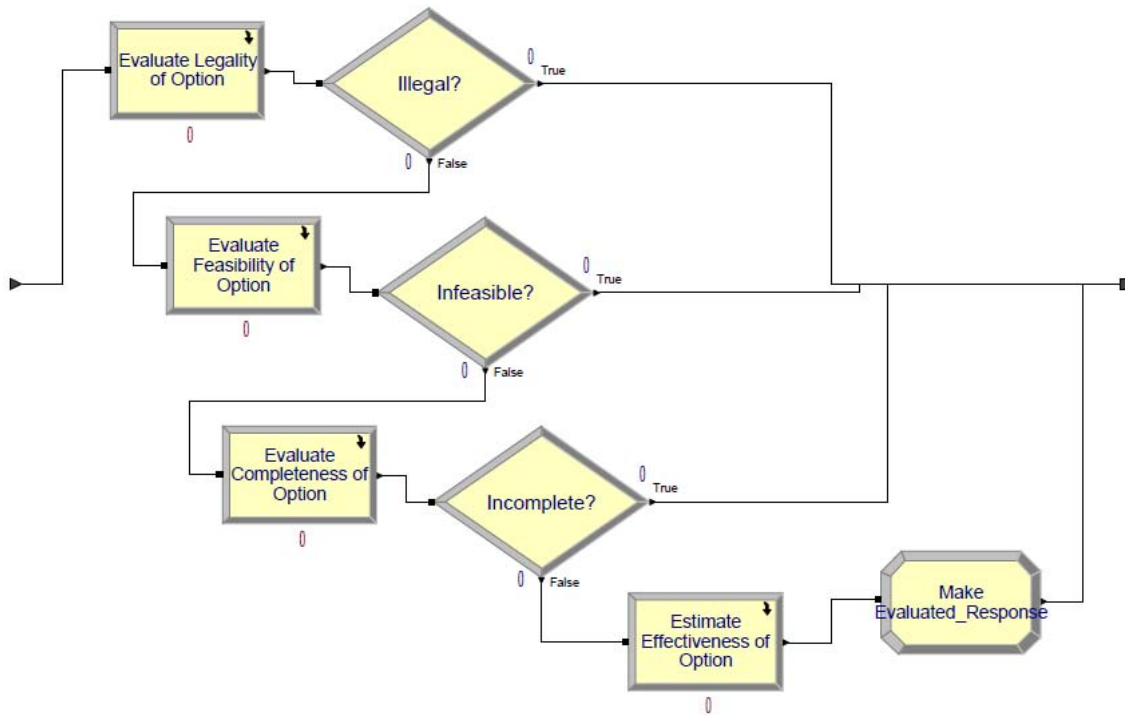 Evaluate Legality
of Option
0
Illegal?
0
True
0
False
Evaluate
Feasibility of
Option
0
Infeasible?
0
True
0
False
Evaluate
Completeness of
Option
0
Incomplete?
0
True
0
False
Estimate
Effectiveness of
Option
0
Make
Evaluated_Response